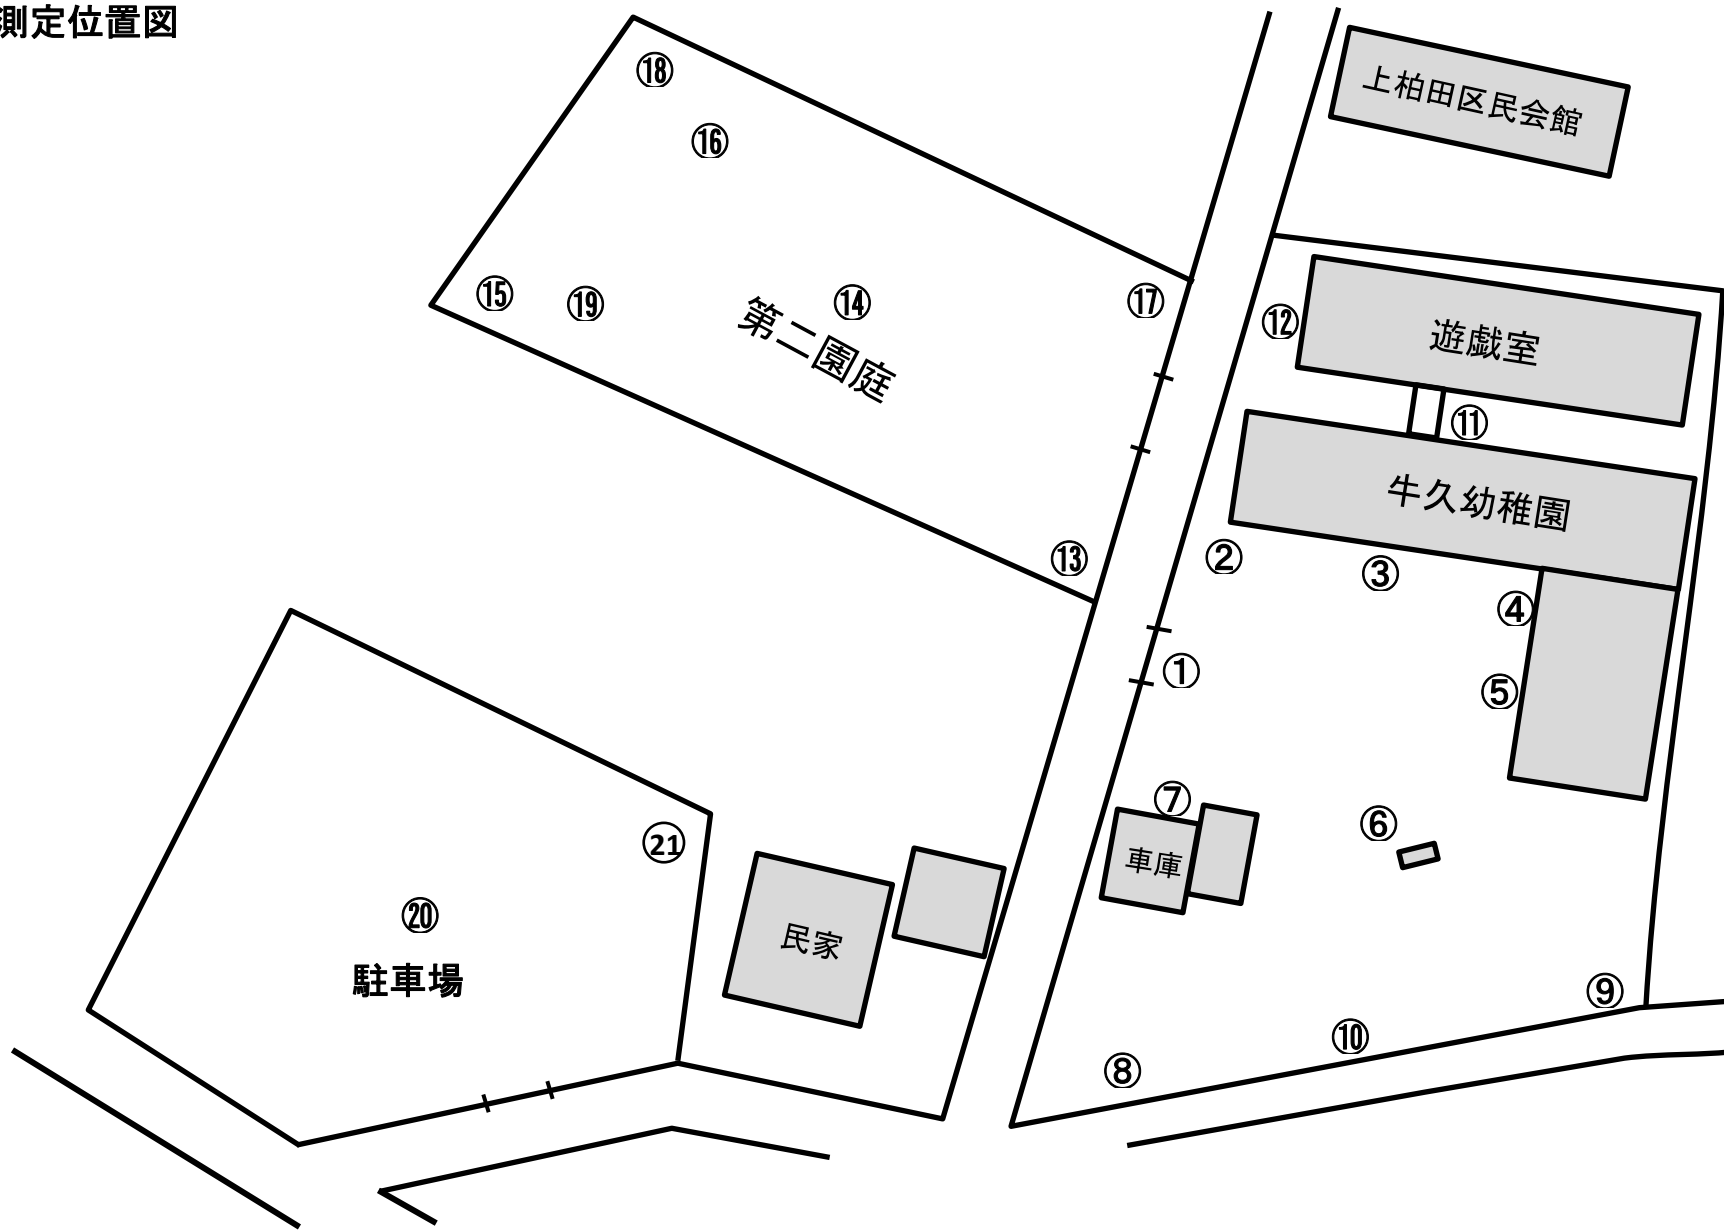 測定位置図
⑱
上柏田区民会館
⑯
⑮
⑲
⑭
⑰
第二園庭
⑫
遊戯室
⑪
牛久幼稚園
⑬
②
③
④
①
⑤
⑦
⑥
車庫
㉑
民家
⑳
駐車場
⑨
⑩
⑧